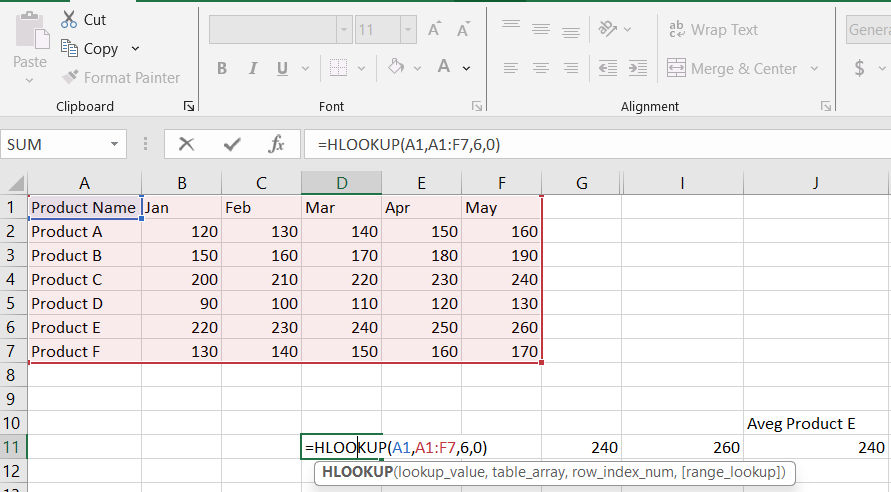 Cut
Copy
Paste
Format Painter
Clipboard
11
A A
B I U A
Font
ab
c
Wrap Text
Merge & Center
Alignment
Genera
$
SUM
fx
=HLOOKUP(A1,A1:F7,6,0)
A B C D E F G I J
1 Product Name Jan Feb Mar Apr May
2 Product A 120 130 140 150 160
3 Product B 150 160 170 180 190
4 Product C 200 210 220 230 240
5 Product D 90 100 110 120 130
6 Product E 220 230 240 250 260
7 Product F 130 140 150 160 170
8
9
10 Aveg Product E
11 =HLOOKUP(A1,A1:F7,6,0) 240 260 240
12 HLOOKUP(lookup_value, table_array, row_index_num, [range_lookup])